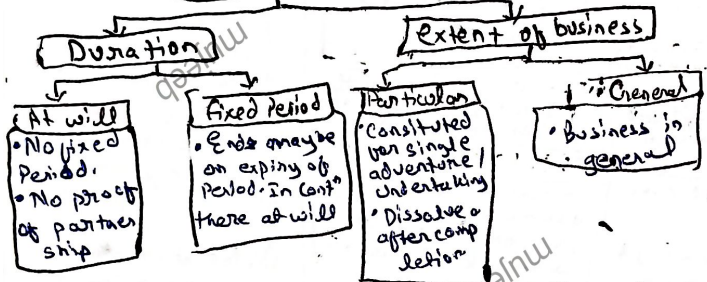 Duration
Extent of business
At will
• No fixed
Period.
• No proof
of partner
ship
Fixed Period
• Ends maybe
on expiry of
Period. In contn
there at will
Particular
• Consituted
for single
adventure /
undertaking
• Dissolve
after comp
letion
General
• Business in
general